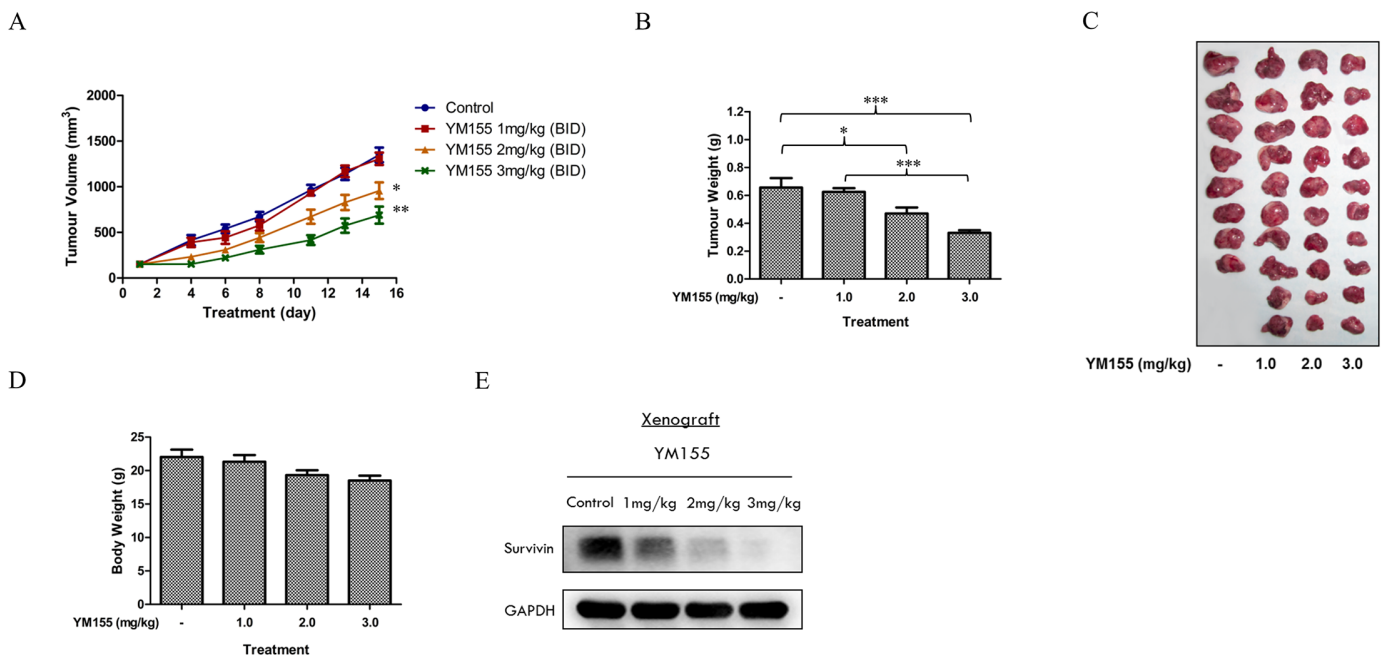 A
B
C
Tumour Volume (mm³)
2000
1500
1000
500
0
0 2 4 6 8 10 12 14 16
Treatment (day)
Control
YM155 1mg/kg (BID)
YM155 2mg/kg (BID)
YM155 3mg/kg (BID)
*
**
Tumour Weight (g)
1.2
1.0
0.8
0.6
0.4
0.2
0.0
***
*
***
YM155 (mg/kg) - 1.0 2.0 3.0
Treatment
YM155 (mg/kg) - 1.0 2.0 3.0
D
E
Body Weight (g)
25
20
15
10
5
0
YM155 (mg/kg) - 1.0 2.0 3.0
Treatment
Xenograft
YM155
Control 1mg/kg 2mg/kg 3mg/kg
Survivin
GAPDH